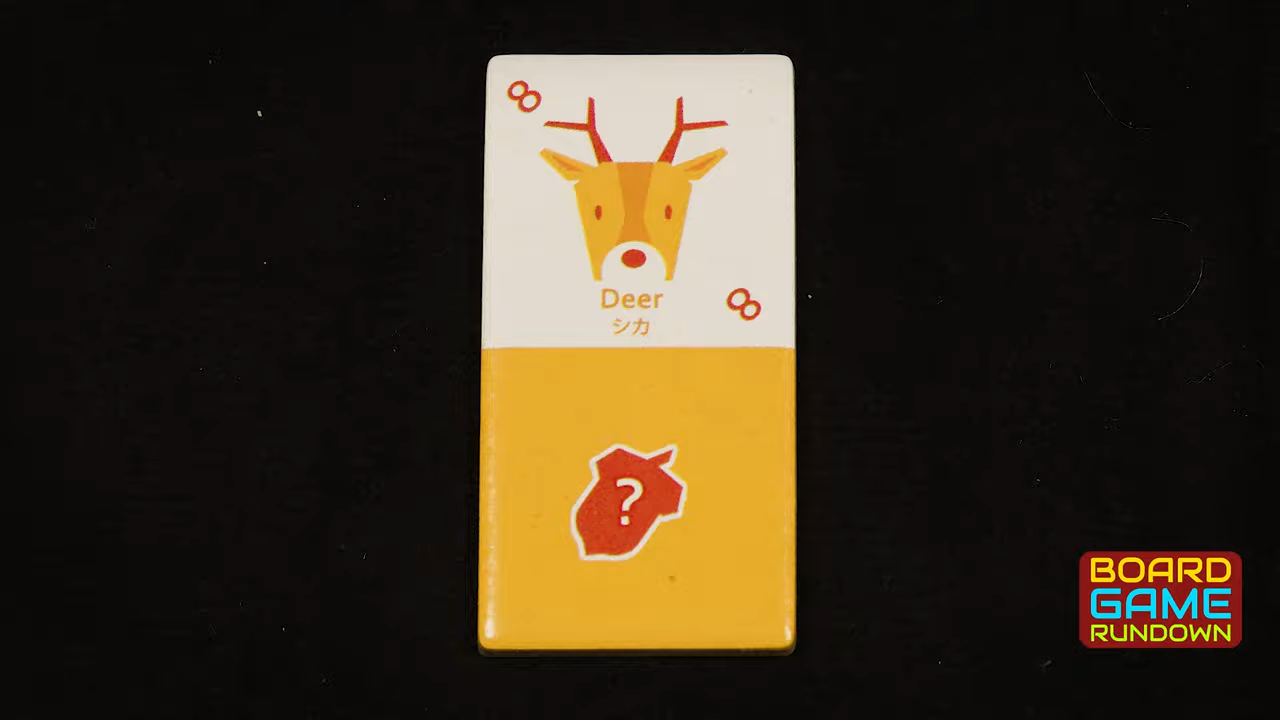 8
Deer
シカ
8
?
BOARD
GAME
RUNDOWN